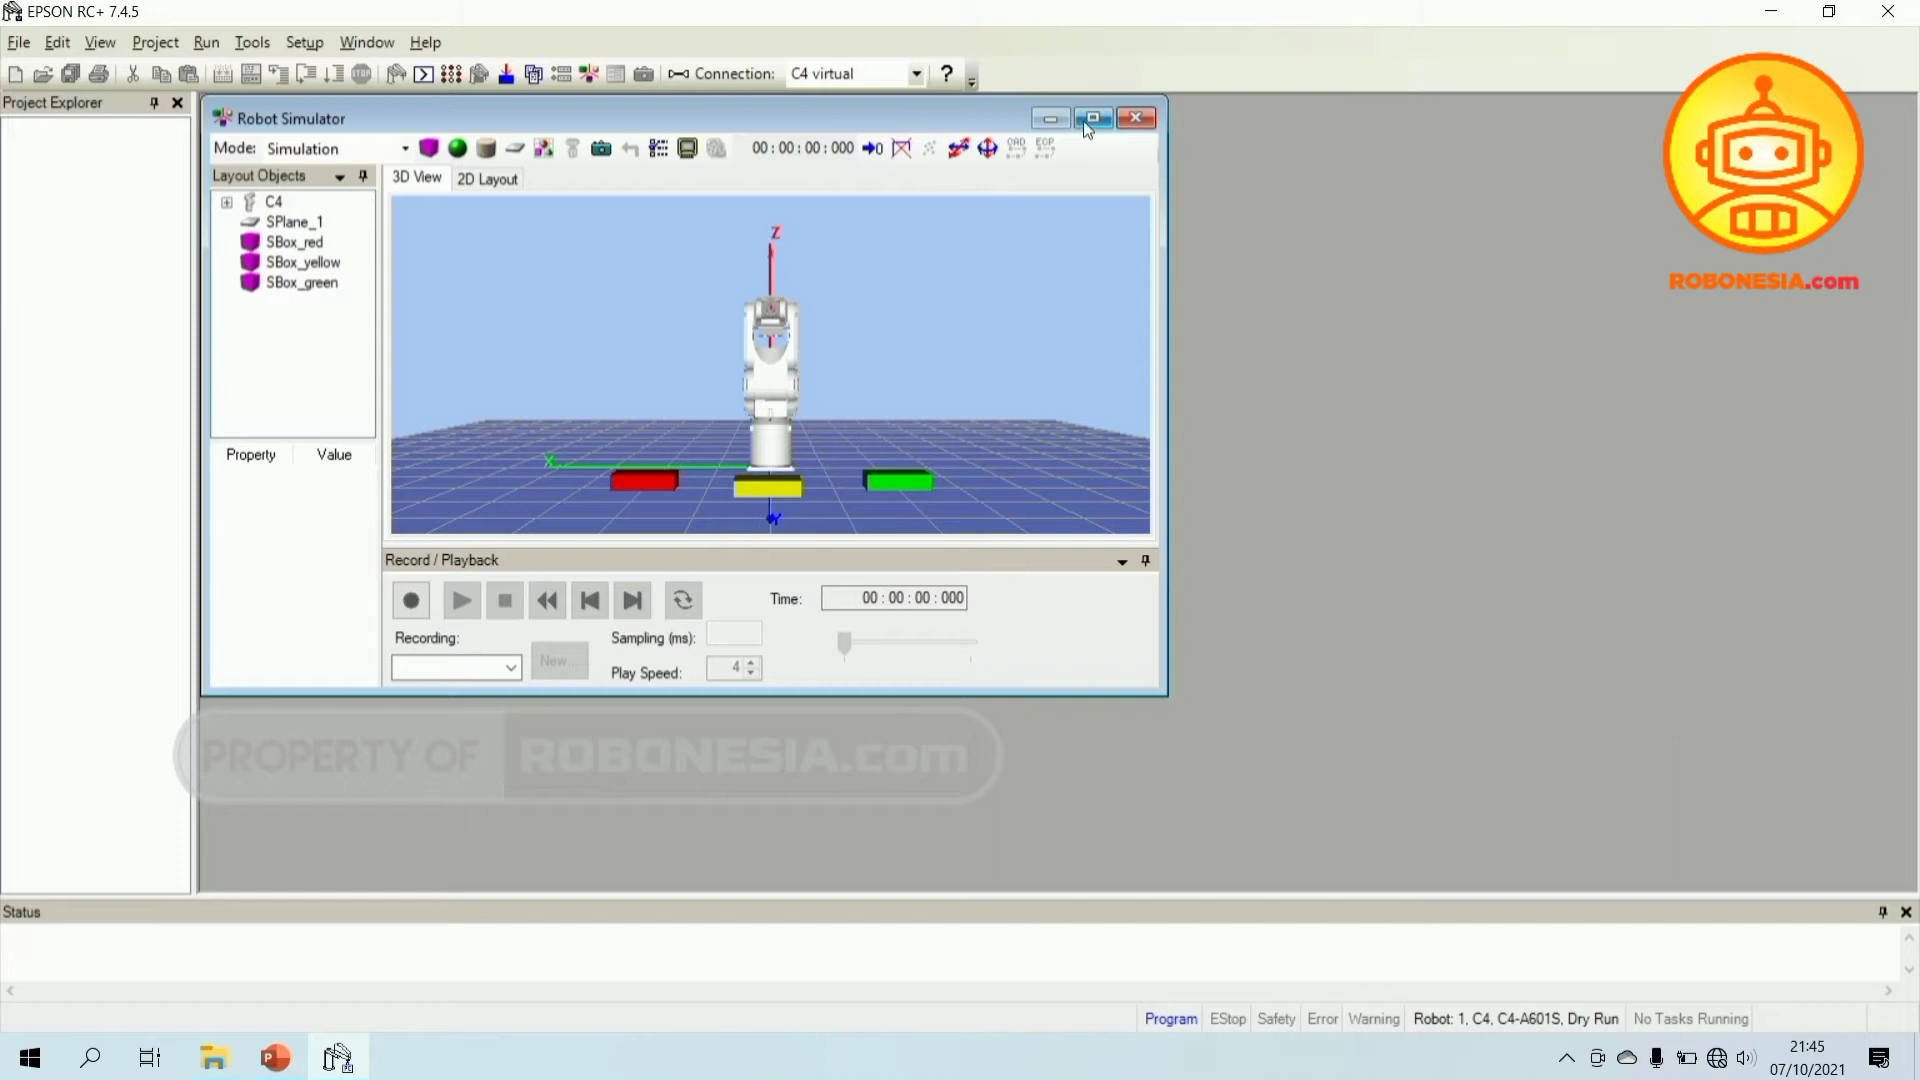 EPSON RC+ 7.4.5
File Edit View Project Run Tools Setup Window Help
Connection: C4 virtual ?
Project Explorer
Robot Simulator
Mode: Simulation 00 : 00 : 00 : 000 CAD ECP
Layout Objects
3D View 2D Layout
C4
SPlane_1
SBox_red
SBox_yellow
SBox_green
Z
X
Y
Property Value
Record / Playback
Time: 00 : 00 : 00 : 000
Recording:
Sampling (ms):
New...
Play Speed: 4
ROBONESIA.com
PROPERTY OF ROBONESIA.com
Status
Program EStop Safety Error Warning Robot: 1, C4, C4-A601S, Dry Run No Tasks Running
21:45
07/10/2021